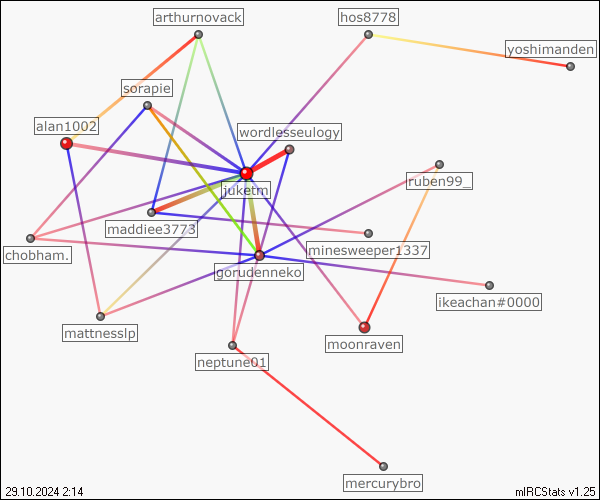 arthurnovack
hos8778
yoshimanden
sorapie
alan1002
wordlesseulogy
juketm
ruben99_
maddiee3773
minesweeper1337
chobham.
gorudenneko
ikeachan#0000
mattnesslp
moonraven
neptune01
mercurybro
29.10.2024 2:14
mIRCStats v1.25